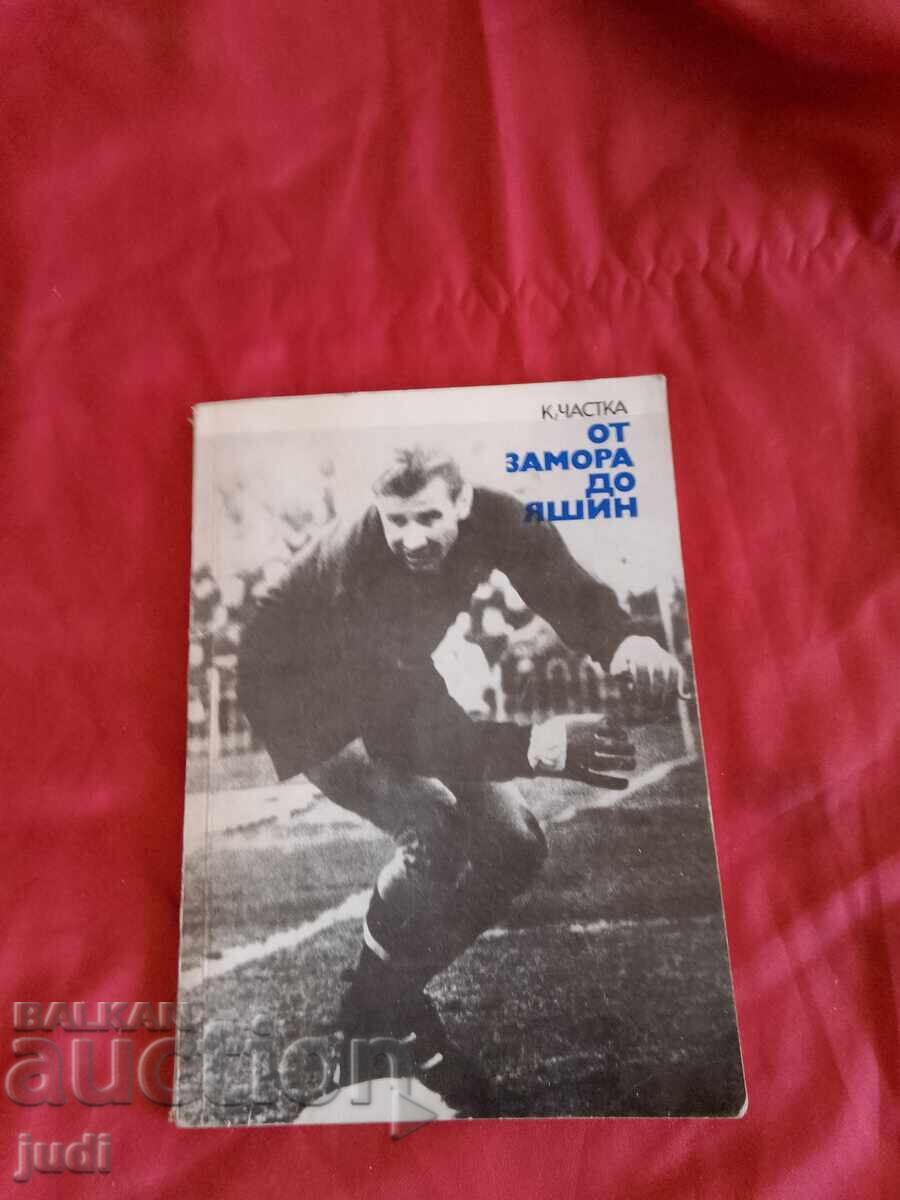 К. ЧАСТКА
ОТ
ЗАМОРА
ДО
ЯШИН
BALKAN
auction
judi